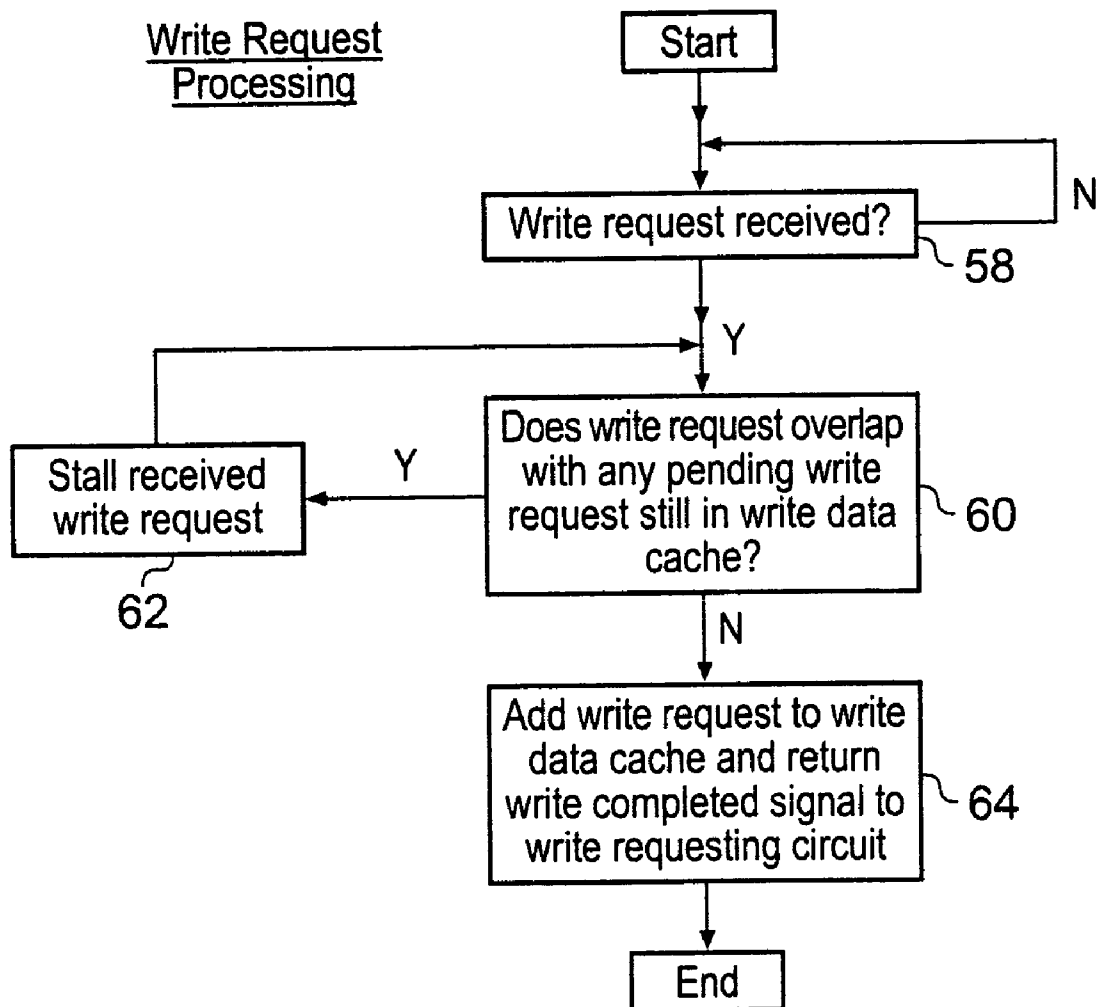 Write Request
Processing
Start
Write request received?
N
58
Y
Does write request overlap
with any pending write
request still in write data
cache?
60
Y
Stall received
write request
62
N
Add write request to write
data cache and return
write completed signal to
write requesting circuit
64
End